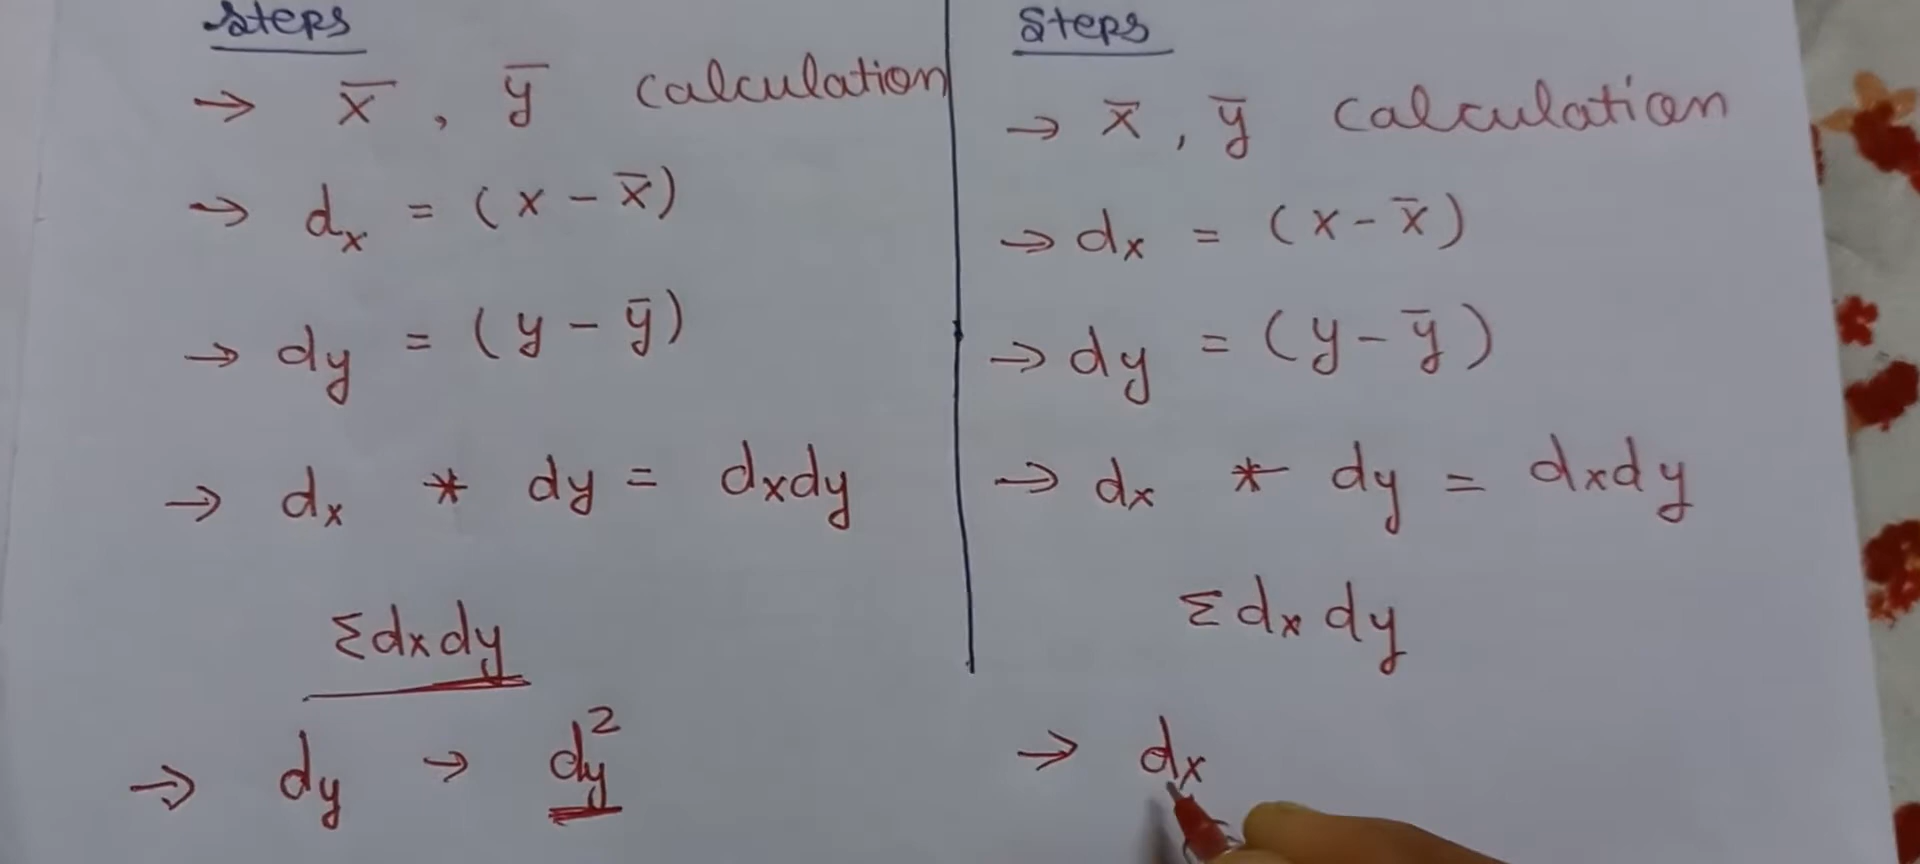 Steps
→ x̄ , ȳ calculation
→ dx = (x - x̄)
→ dy = (y - ȳ)
→ dx * dy = dxdy
Σdxdy
→ dy → dy²
Steps
→ x̄ , ȳ calculation
→ dx = (x - x̄)
→ dy = (y - ȳ)
→ dx * dy = dxdy
Σdxdy
→ dx